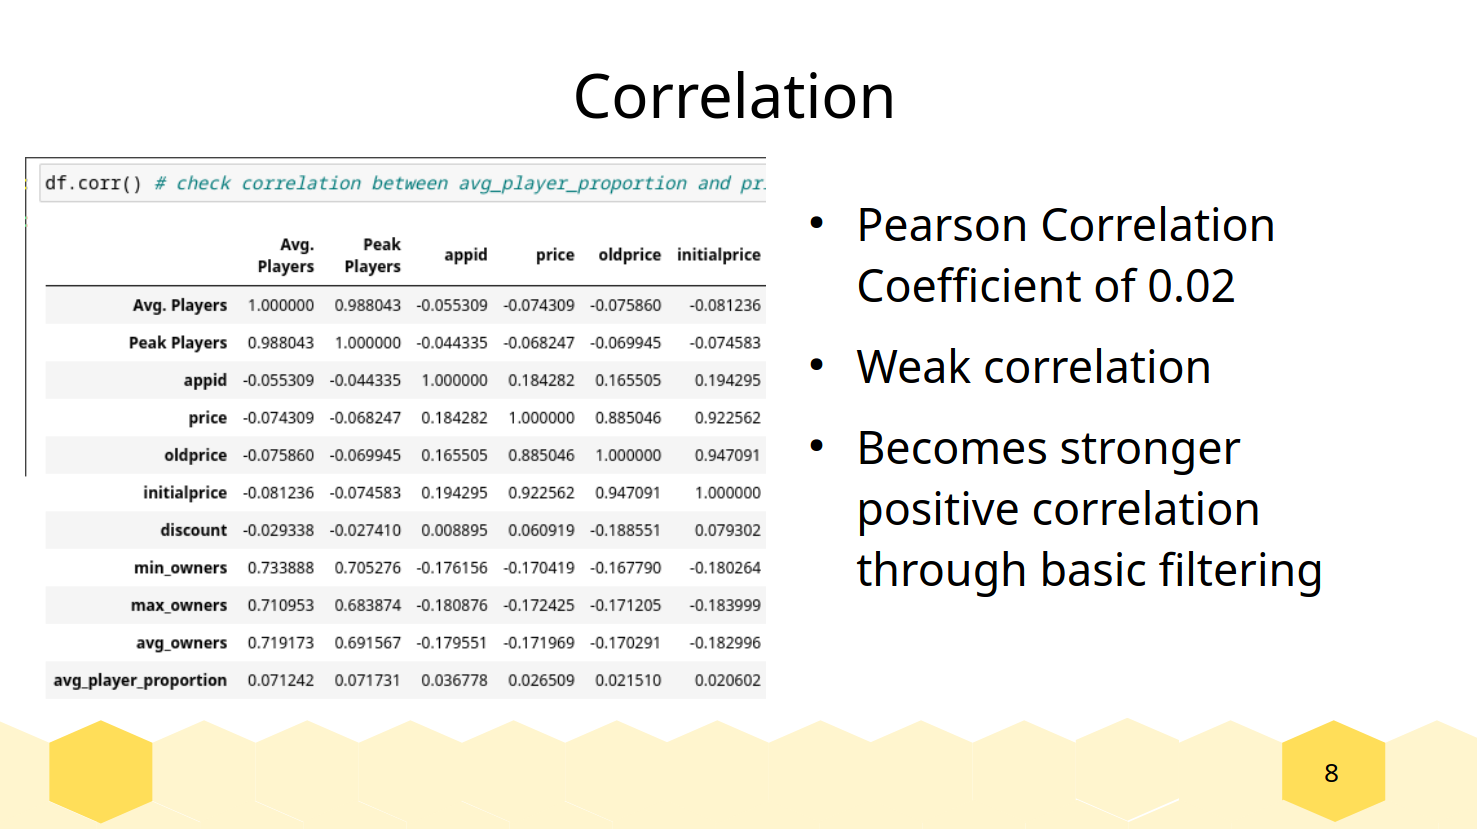 Correlation
df.corr() # check correlation between avg_player_proportion and pr
Avg. Players Peak Players appid price oldprice initialprice
Avg. Players 1.000000 0.988043 -0.055309 -0.074309 -0.075860 -0.081236
Peak Players 0.988043 1.000000 -0.044335 -0.068247 -0.069945 -0.074583
appid -0.055309 -0.044335 1.000000 0.184282 0.165505 0.194295
price -0.074309 -0.068247 0.184282 1.000000 0.885046 0.922562
oldprice -0.075860 -0.069945 0.165505 0.885046 1.000000 0.947091
initialprice -0.081236 -0.074583 0.194295 0.922562 0.947091 1.000000
discount -0.029338 -0.027410 0.008895 0.060919 -0.188551 0.079302
min_owners 0.733888 0.705276 -0.176156 -0.170419 -0.167790 -0.180264
max_owners 0.710953 0.683874 -0.180876 -0.172425 -0.171205 -0.183999
avg_owners 0.719173 0.691567 -0.179551 -0.171969 -0.170291 -0.182996
avg_player_proportion 0.071242 0.071731 0.036778 0.026509 0.021510 0.020602
• Pearson Correlation
Coefficient of 0.02
• Weak correlation
• Becomes stronger
positive correlation
through basic filtering
8